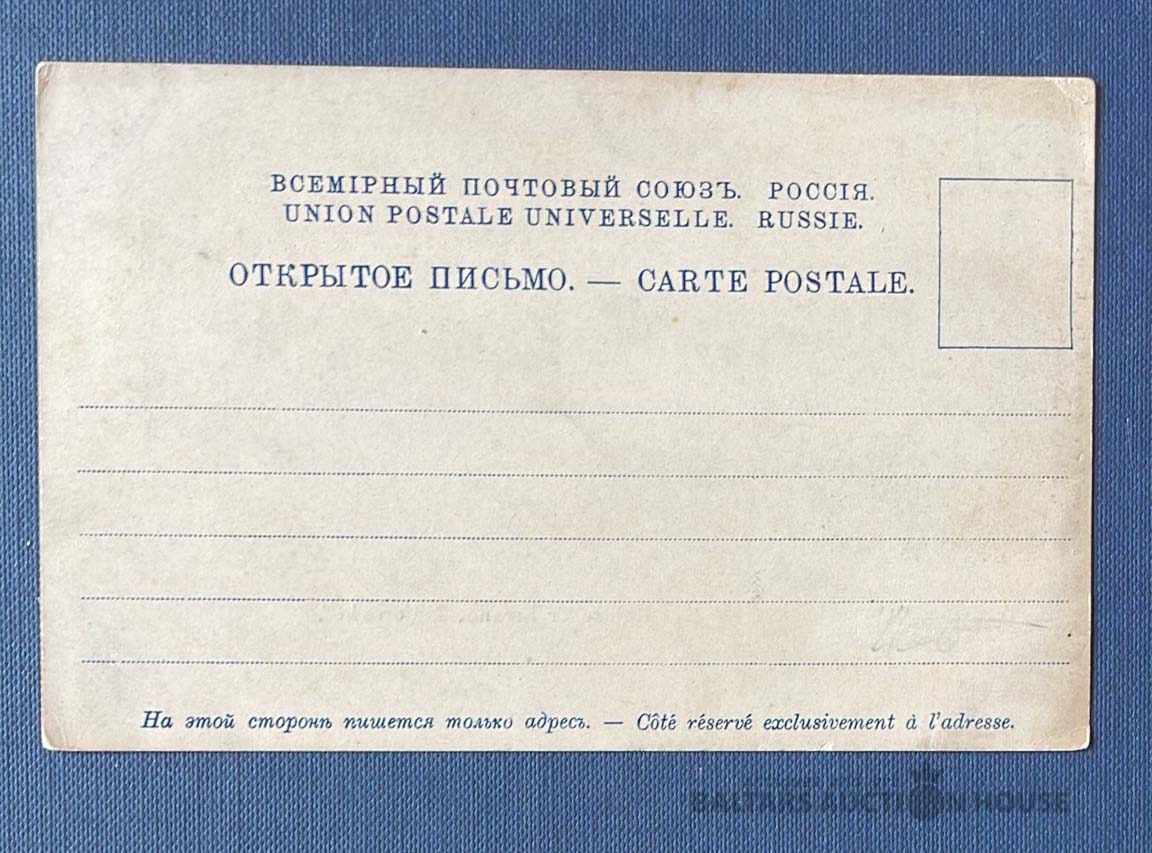 ВСЕМІРНЫЙ ПОЧТОВЫЙ СОЮЗЪ. РОССІЯ.
UNION POSTALE UNIVERSELLE. RUSSIE.
ОТКРЫТОЕ ПИСЬМО. — CARTE POSTALE.
На этой сторонѣ пишется только адресъ. — Côté réservé exclusivement à l'adresse.
BALTARS AUCTION HOUSE